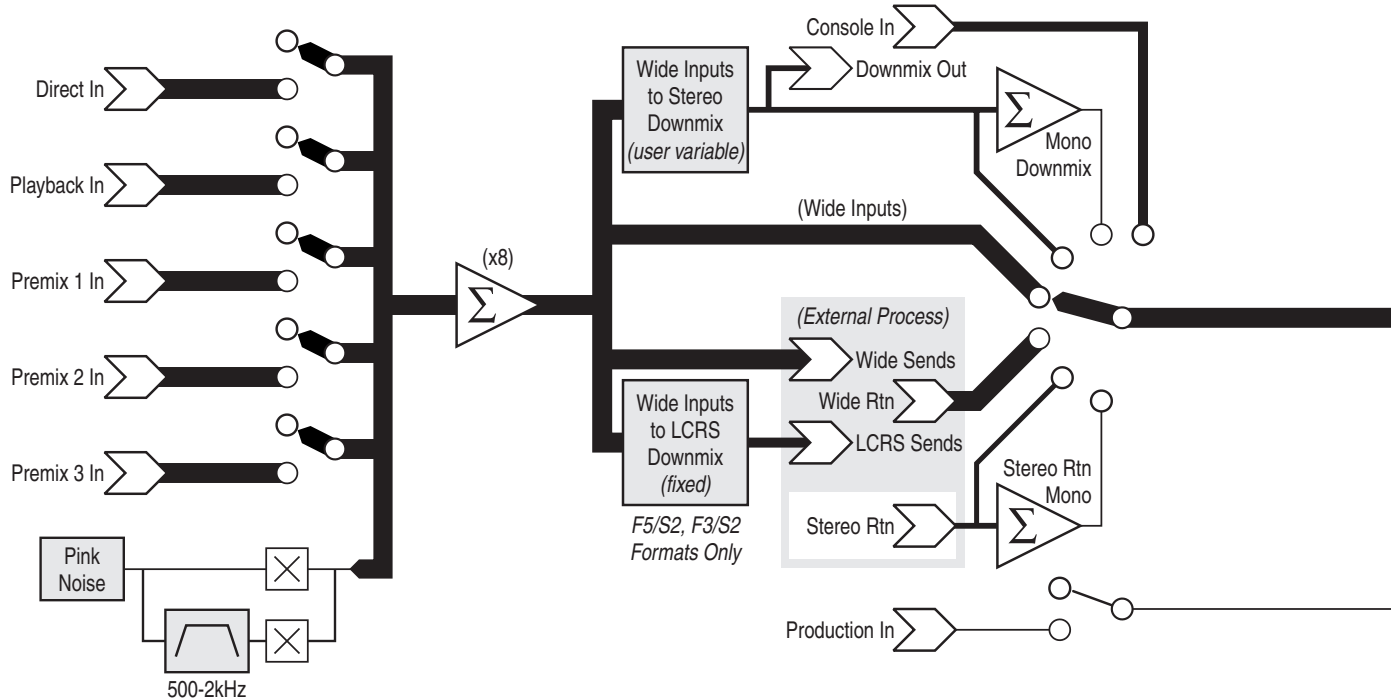 Direct In
Playback In
Premix 1 In
Premix 2 In
Premix 3 In
Pink
Noise
500-2kHz
(x8)
Σ
Wide Inputs
to Stereo
Downmix
(user variable)
Console In
Downmix Out
Σ
Mono
Downmix
(Wide Inputs)
(External Process)
Wide Sends
Wide Rtn
LCRS Sends
Wide Inputs
to LCRS
Downmix
(fixed)
F5/S2, F3/S2
Formats Only
Stereo Rtn
Stereo Rtn
Mono
Σ
Production In